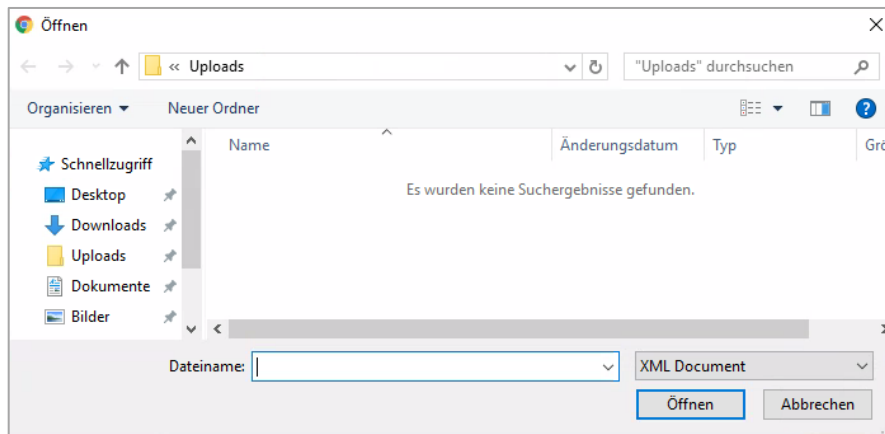 Öffnen
« Uploads
"Uploads" durchsuchen
Organisieren
Neuer Ordner
Name
Änderungsdatum
Typ
Grö
Schnellzugriff
Es wurden keine Suchergebnisse gefunden.
Desktop
Downloads
Uploads
Dokumente
Bilder
Dateiname:
XML Document
Öffnen
Abbrechen